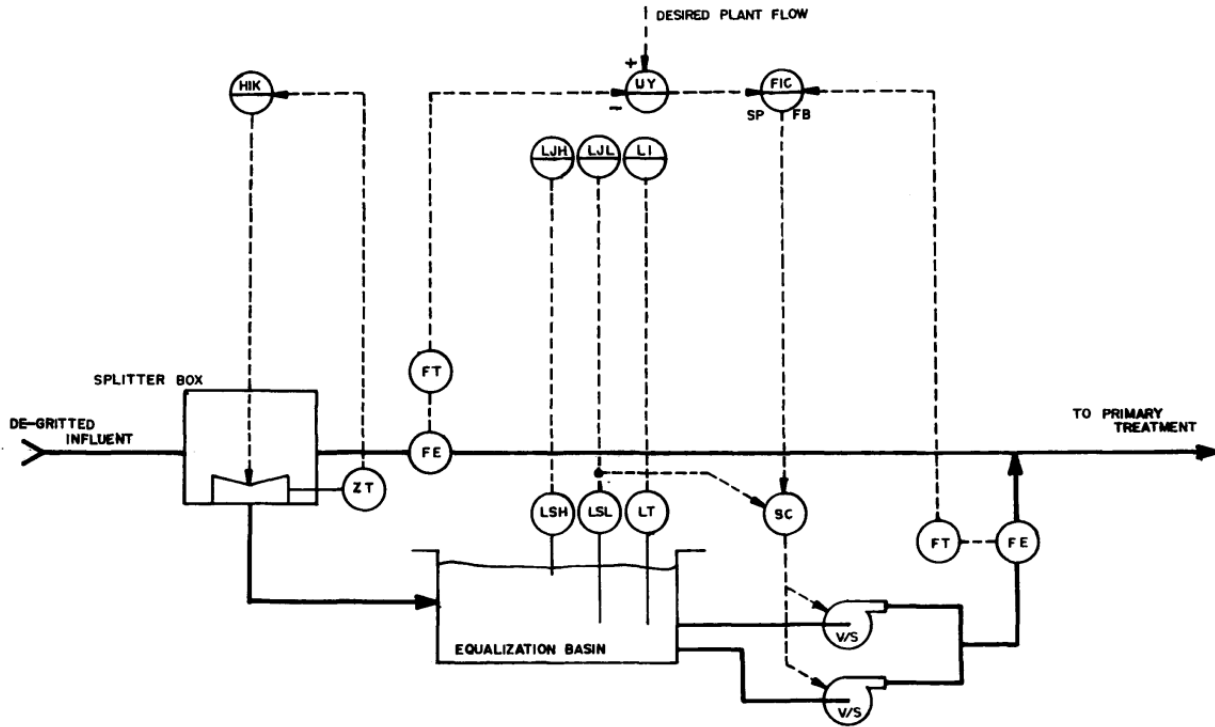 DESIRED PLANT FLOW
HIK
+
UY
-
FIC
SP FB
LJH
LJL
LI
FT
SPLITTER BOX
DE-GRITTED
INFLUENT
FE
TO PRIMARY
TREATMENT
ZT
LSH
LSL
LT
SC
FT
FE
V/S
EQUALIZATION BASIN
V/S